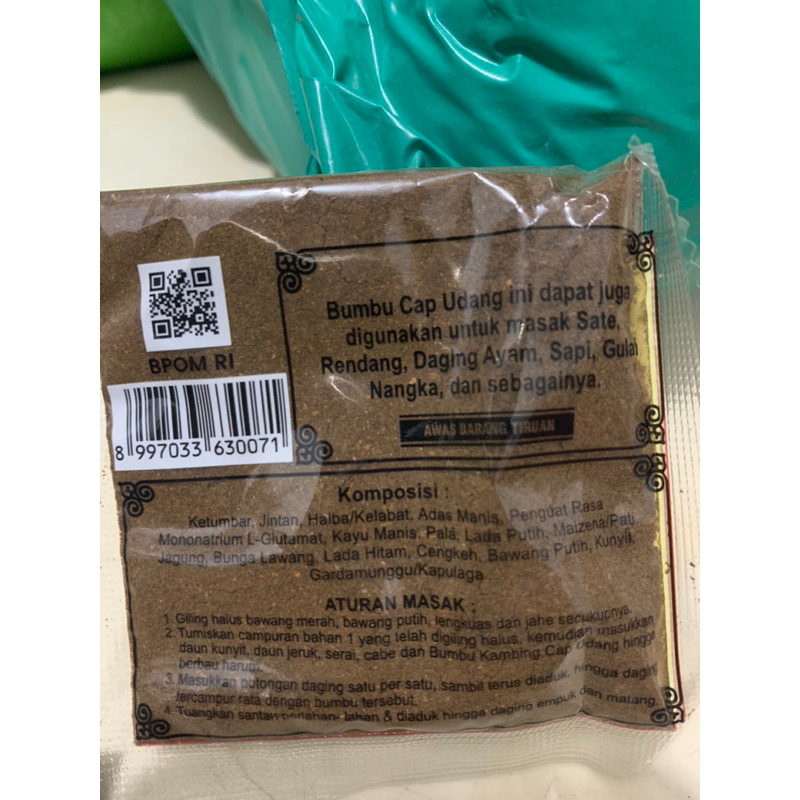 Bumbu Cap Udang ini dapat juga
digunakan untuk masak Sate,
Rendang, Daging Ayam, Sapi, Gulai
Nangka, dan sebagainya.
AWAS BARANG TIRUAN
BPOM RI
8 997033 630071
Komposisi :
Ketumbar, Jintan, Halba/Kelabat, Adas Manis, Penguat Rasa
Mononatrium L-Glutamat, Kayu Manis, Pala, Lada Putih, Maizena/Pati
Jagung, Bunga Lawang, Lada Hitam, Cengkeh, Bawang Putih, Kunyit,
Gardamunggu/Kapulaga
ATURAN MASAK :
1. Giling halus bawang merah, bawang putih, lengkuas dan jahe secukupnya.
2. Tumiskan campuran bahan 1 yang telah digiling halus, kemudian masukkan
daun kunyit, daun jeruk, serai, cabe dan Bumbu Kambing Cap Udang hingga
berbau harum.
3. Masukkan potongan daging satu per satu, sambil terus diaduk, hingga daging
tercampur rata dengan bumbu tersebut.
4. Tuangkan santan perlahan-lahan & diaduk hingga daging empuk dan matang.